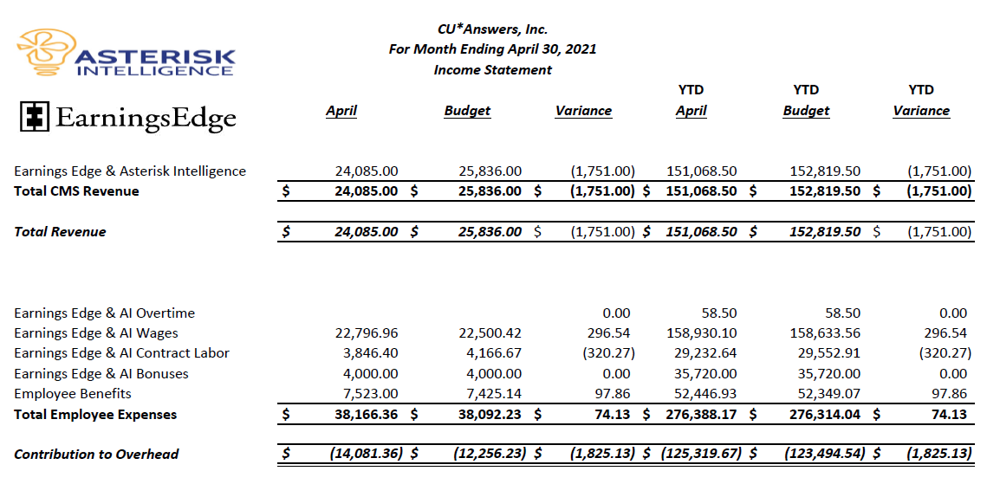 CU*Answers, Inc.
For Month Ending April 30, 2021
Income Statement
ASTERISK
INTELLIGENCE
EarningsEdge
YTD YTD YTD
April Budget Variance April Budget Variance
Earnings Edge & Asterisk Intelligence 24,085.00 25,836.00 (1,751.00) 151,068.50 152,819.50 (1,751.00)
Total CMS Revenue $ 24,085.00 $ 25,836.00 $ (1,751.00) $ 151,068.50 $ 152,819.50 $ (1,751.00)
Total Revenue $ 24,085.00 $ 25,836.00 $ (1,751.00) $ 151,068.50 $ 152,819.50 $ (1,751.00)
Earnings Edge & AI Overtime 0.00 58.50 58.50 0.00
Earnings Edge & AI Wages 22,796.96 22,500.42 296.54 158,930.10 158,633.56 296.54
Earnings Edge & AI Contract Labor 3,846.40 4,166.67 (320.27) 29,232.64 29,552.91 (320.27)
Earnings Edge & AI Bonuses 4,000.00 4,000.00 0.00 35,720.00 35,720.00 0.00
Employee Benefits 7,523.00 7,425.14 97.86 52,446.93 52,349.07 97.86
Total Employee Expenses $ 38,166.36 $ 38,092.23 $ 74.13 $ 276,388.17 $ 276,314.04 $ 74.13
Contribution to Overhead $ (14,081.36) $ (12,256.23) $ (1,825.13) $ (125,319.67) $ (123,494.54) $ (1,825.13)